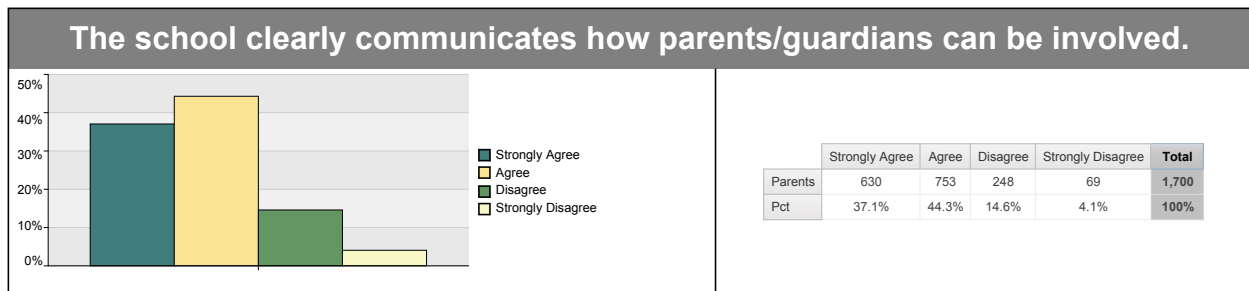 The school clearly communicates how parents/guardians can be involved.
50%
40%
30%
20%
10%
0%
Strongly Agree
Agree
Disagree
Strongly Disagree
Strongly Agree Agree Disagree Strongly Disagree Total
Parents 630 753 248 69 1,700
Pct 37.1% 44.3% 14.6% 4.1% 100%